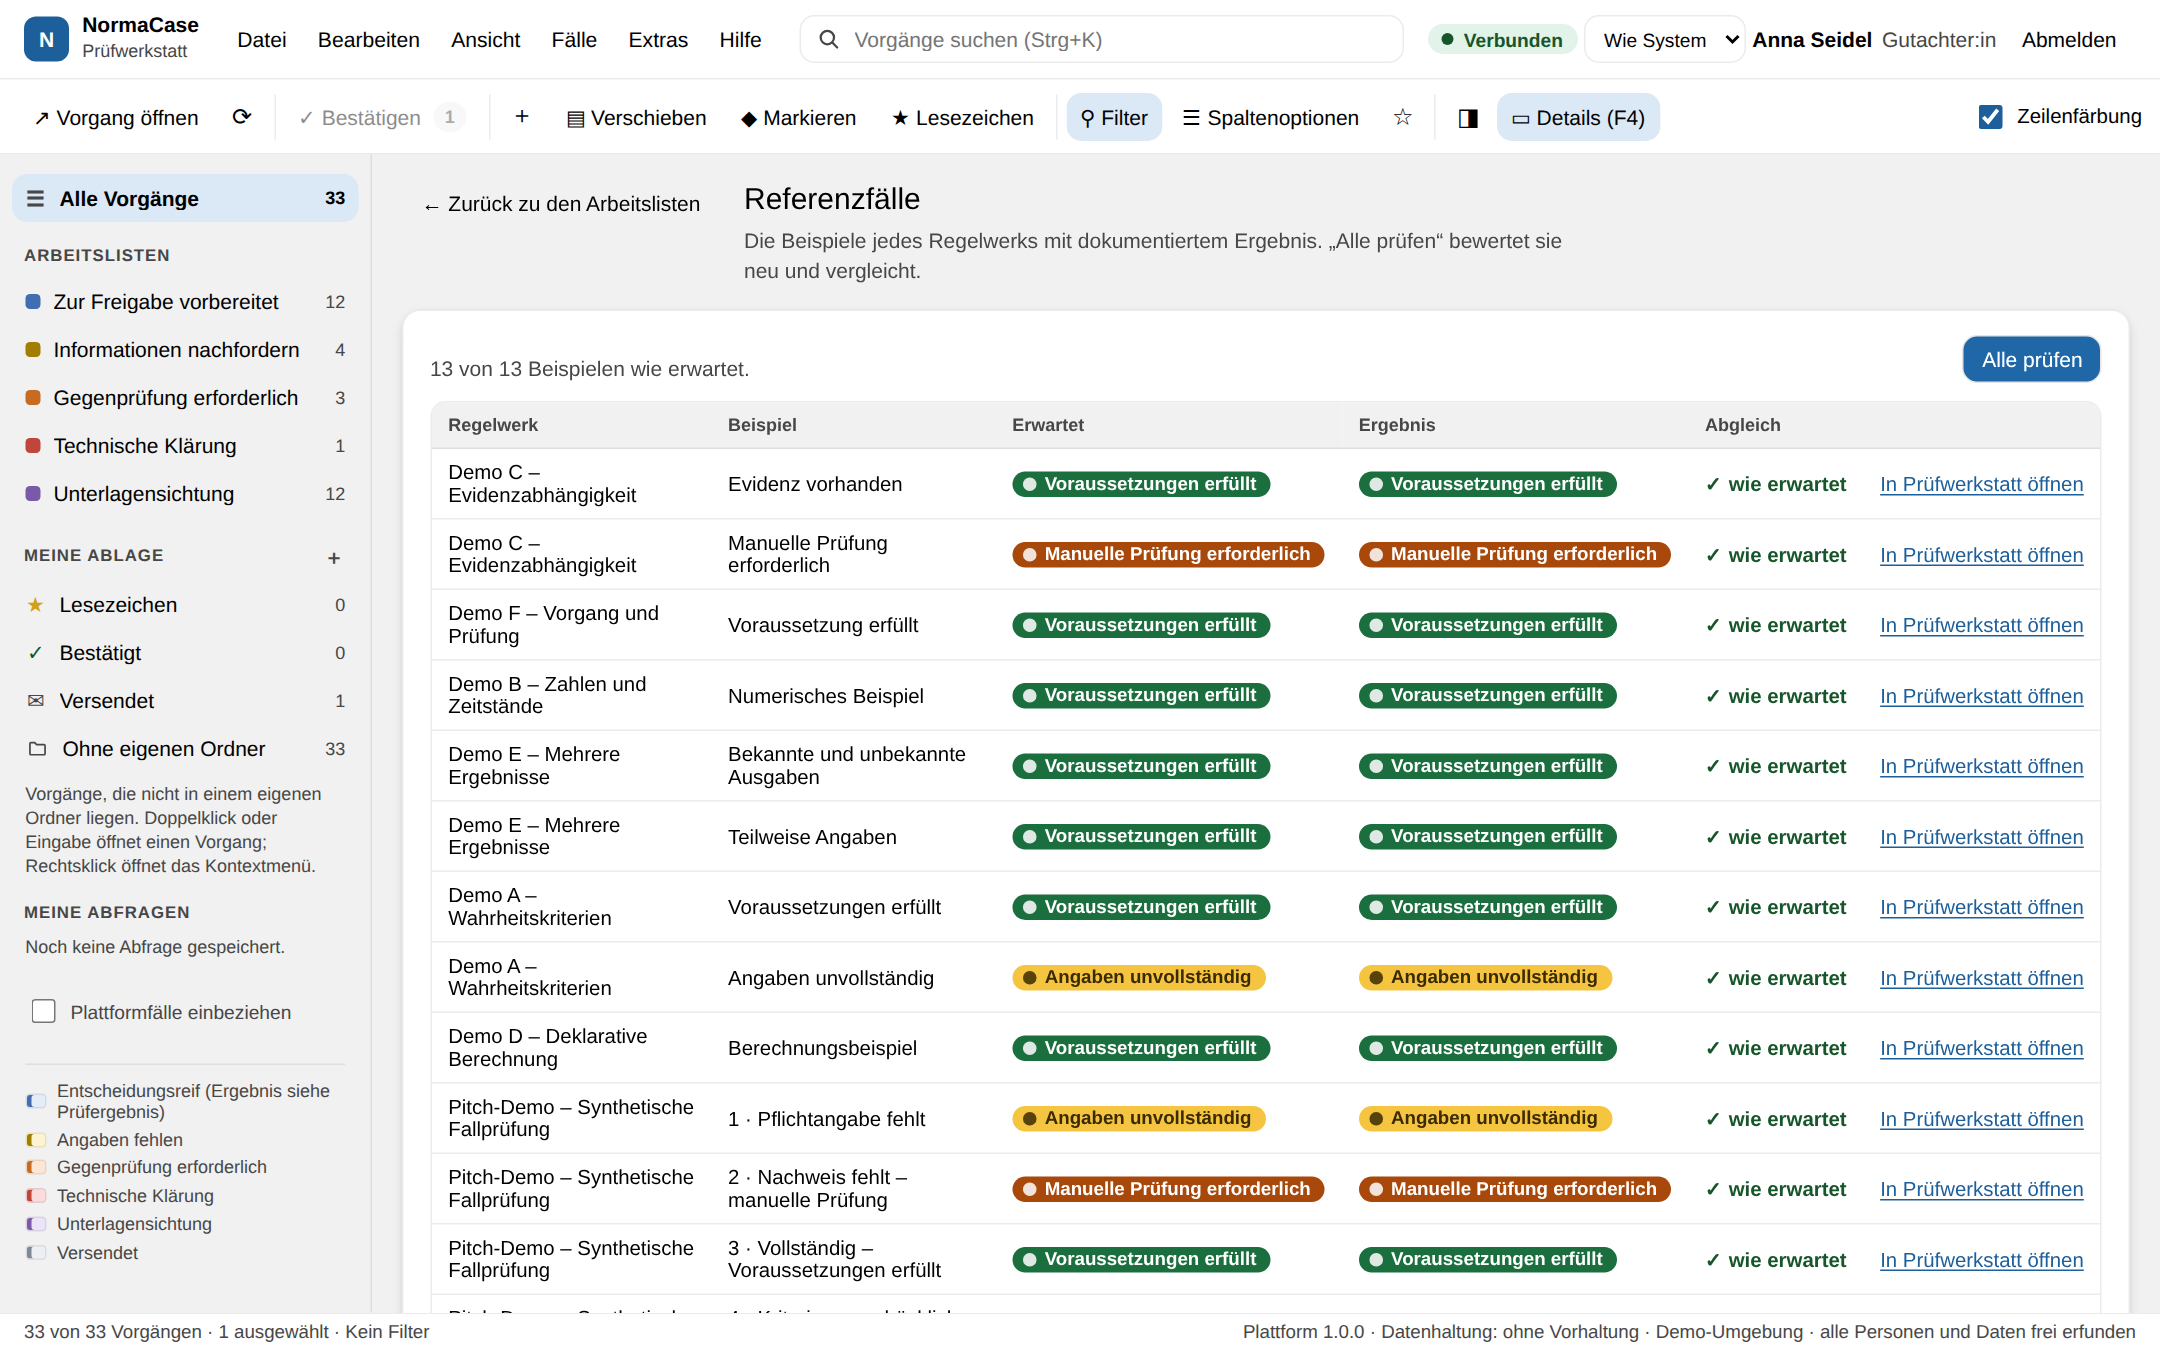 N NormaCase
Prüfwerkstatt
Datei Bearbeiten Ansicht Fälle Extras Hilfe
Vorgänge suchen (Strg+K)
Verbunden
Wie System
Anna Seidel Gutachter:in Abmelden
↗ Vorgang öffnen ⟳ ✓ Bestätigen 1 + ▤ Verschieben ◆ Markieren ★ Lesezeichen ⚲ Filter ☰ Spaltenoptionen ☆ ◨ ▭ Details (F4)
Zeilenfärbung
☰ Alle Vorgänge 33
ARBEITSLISTEN
Zur Freigabe vorbereitet 12
Informationen nachfordern 4
Gegenprüfung erforderlich 3
Technische Klärung 1
Unterlagensichtung 12
MEINE ABLAGE +
★ Lesezeichen 0
✓ Bestätigt 0
✉ Versendet 1
Ohne eigenen Ordner 33
Vorgänge, die nicht in einem eigenen
Ordner liegen. Doppelklick oder
Eingabe öffnet einen Vorgang;
Rechtsklick öffnet das Kontextmenü.
MEINE ABFRAGEN
Noch keine Abfrage gespeichert.
Plattformfälle einbeziehen
Entscheidungsreif (Ergebnis siehe
Prüfergebnis)
Angaben fehlen
Gegenprüfung erforderlich
Technische Klärung
Unterlagensichtung
Versendet
← Zurück zu den Arbeitslisten
Referenzfälle
Die Beispiele jedes Regelwerks mit dokumentiertem Ergebnis. „Alle prüfen“ bewertet sie
neu und vergleicht.
13 von 13 Beispielen wie erwartet.
Alle prüfen
Regelwerk Beispiel Erwartet Ergebnis Abgleich
Demo C –
Evidenzabhängigkeit
Evidenz vorhanden
Voraussetzungen erfüllt Voraussetzungen erfüllt ✓ wie erwartet In Prüfwerkstatt öffnen
Demo C –
Evidenzabhängigkeit
Manuelle Prüfung
erforderlich
Manuelle Prüfung erforderlich Manuelle Prüfung erforderlich ✓ wie erwartet In Prüfwerkstatt öffnen
Demo F – Vorgang und
Prüfung
Voraussetzung erfüllt
Voraussetzungen erfüllt Voraussetzungen erfüllt ✓ wie erwartet In Prüfwerkstatt öffnen
Demo B – Zahlen und
Zeitstände
Numerisches Beispiel
Voraussetzungen erfüllt Voraussetzungen erfüllt ✓ wie erwartet In Prüfwerkstatt öffnen
Demo E – Mehrere
Ergebnisse
Bekannte und unbekannte
Ausgaben
Voraussetzungen erfüllt Voraussetzungen erfüllt ✓ wie erwartet In Prüfwerkstatt öffnen
Demo E – Mehrere
Ergebnisse
Teilweise Angaben
Voraussetzungen erfüllt Voraussetzungen erfüllt ✓ wie erwartet In Prüfwerkstatt öffnen
Demo A –
Wahrheitskriterien
Voraussetzungen erfüllt
Voraussetzungen erfüllt Voraussetzungen erfüllt ✓ wie erwartet In Prüfwerkstatt öffnen
Demo A –
Wahrheitskriterien
Angaben unvollständig
Angaben unvollständig Angaben unvollständig ✓ wie erwartet In Prüfwerkstatt öffnen
Demo D – Deklarative
Berechnung
Berechnungsbeispiel
Voraussetzungen erfüllt Voraussetzungen erfüllt ✓ wie erwartet In Prüfwerkstatt öffnen
Pitch-Demo – Synthetische
Fallprüfung
1 · Pflichtangabe fehlt
Angaben unvollständig Angaben unvollständig ✓ wie erwartet In Prüfwerkstatt öffnen
Pitch-Demo – Synthetische
Fallprüfung
2 · Nachweis fehlt –
manuelle Prüfung
Manuelle Prüfung erforderlich Manuelle Prüfung erforderlich ✓ wie erwartet In Prüfwerkstatt öffnen
Pitch-Demo – Synthetische
Fallprüfung
3 · Vollständig –
Voraussetzungen erfüllt
Voraussetzungen erfüllt Voraussetzungen erfüllt ✓ wie erwartet In Prüfwerkstatt öffnen
33 von 33 Vorgängen · 1 ausgewählt · Kein Filter
Plattform 1.0.0 · Datenhaltung: ohne Vorhaltung · Demo-Umgebung · alle Personen und Daten frei erfunden